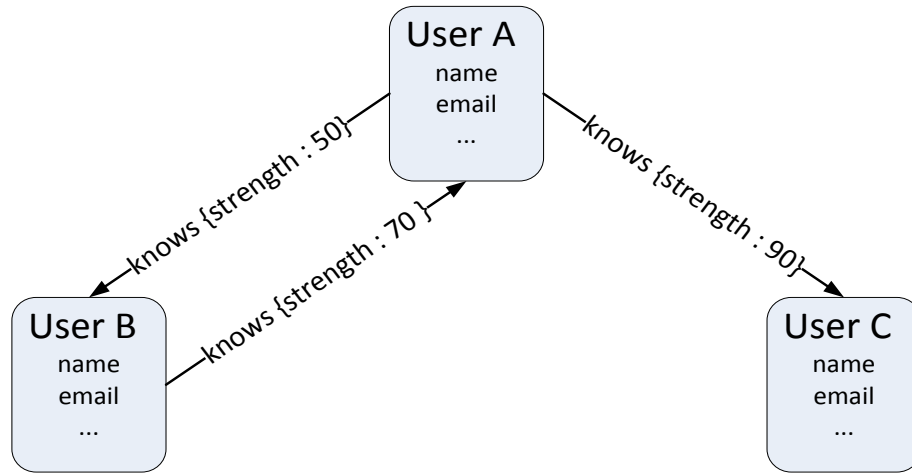 User A
name
email
...
knows {strength : 50}
knows {strength : 70 }
knows {strength : 90}
User B
name
email
...
User C
name
email
...